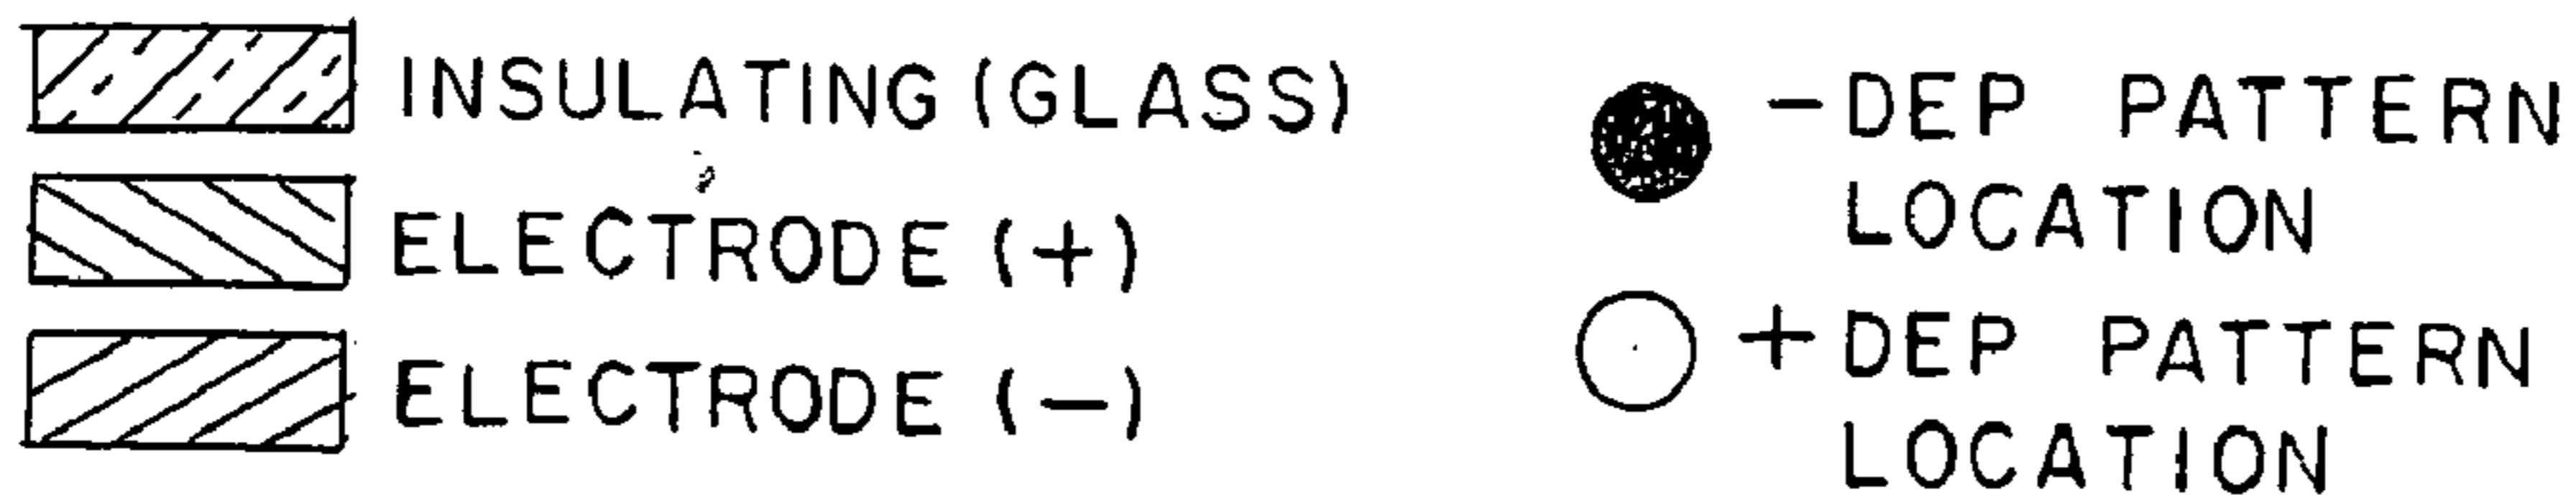 INSULATING (GLASS)
ELECTRODE (+)
ELECTRODE (–)
– DEP PATTERN
LOCATION
+ DEP PATTERN
LOCATION